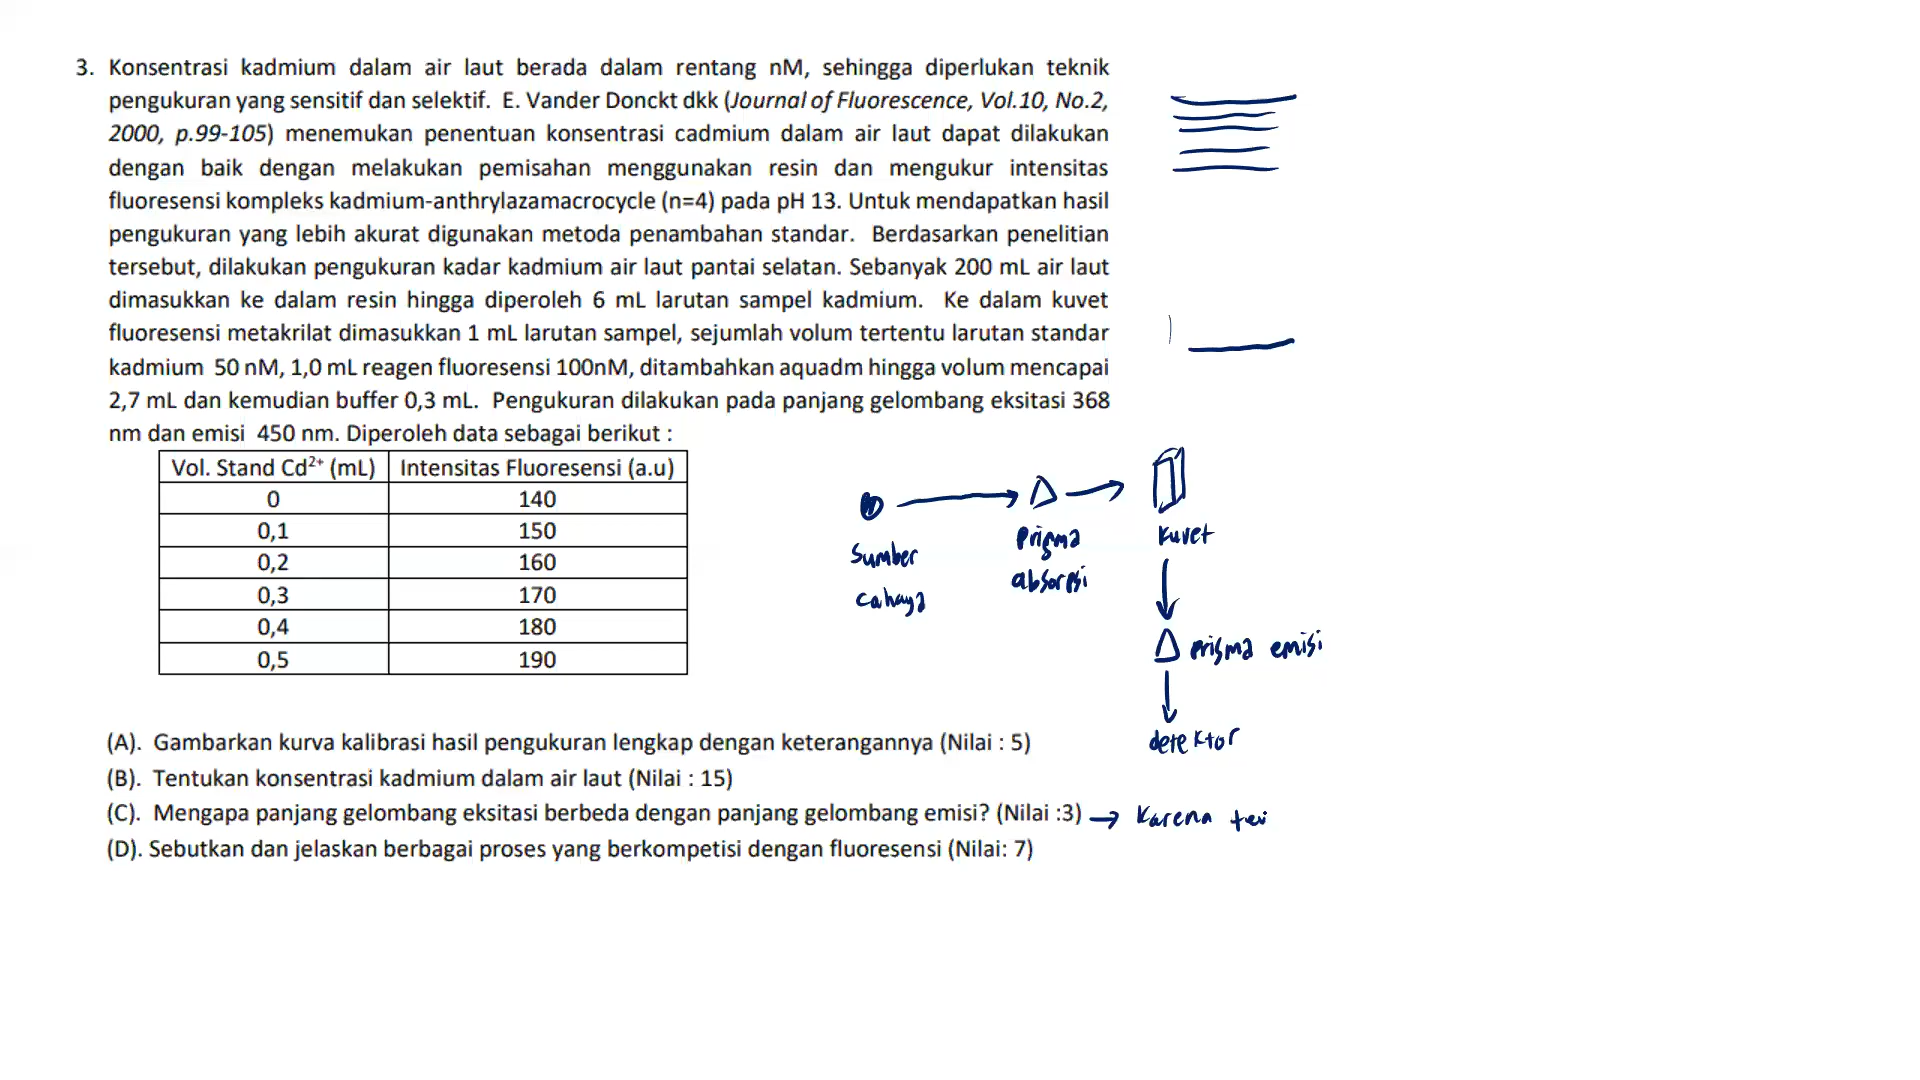 3. Konsentrasi kadmium dalam air laut berada dalam rentang nM, sehingga diperlukan teknik
pengukuran yang sensitif dan selektif. E. Vander Donckt dkk (Journal of Fluorescence, Vol.10, No.2,
2000, p.99-105) menemukan penentuan konsentrasi cadmium dalam air laut dapat dilakukan
dengan baik dengan melakukan pemisahan menggunakan resin dan mengukur intensitas
fluoresensi kompleks kadmium-anthrylazamacrocycle (n=4) pada pH 13. Untuk mendapatkan hasil
pengukuran yang lebih akurat digunakan metoda penambahan standar. Berdasarkan penelitian
tersebut, dilakukan pengukuran kadar kadmium air laut pantai selatan. Sebanyak 200 mL air laut
dimasukkan ke dalam resin hingga diperoleh 6 mL larutan sampel kadmium. Ke dalam kuvet
fluoresensi metakrilat dimasukkan 1 mL larutan sampel, sejumlah volum tertentu larutan standar
kadmium 50 nM, 1,0 mL reagen fluoresensi 100nM, ditambahkan aquadm hingga volum mencapai
2,7 mL dan kemudian buffer 0,3 mL. Pengukuran dilakukan pada panjang gelombang eksitasi 368
nm dan emisi 450 nm. Diperoleh data sebagai berikut :
Vol. Stand Cd²⁺ (mL) Intensitas Fluoresensi (a.u)
0 140
0,1 150
0,2 160
0,3 170
0,4 180
0,5 190
Sumber cahaya
Prisma absorpsi
kuvet
prisma emisi
detektor
(A). Gambarkan kurva kalibrasi hasil pengukuran lengkap dengan keterangannya (Nilai : 5)
(B). Tentukan konsentrasi kadmium dalam air laut (Nilai : 15)
(C). Mengapa panjang gelombang eksitasi berbeda dengan panjang gelombang emisi? (Nilai :3) → Karena
(D). Sebutkan dan jelaskan berbagai proses yang berkompetisi dengan fluoresensi (Nilai: 7)